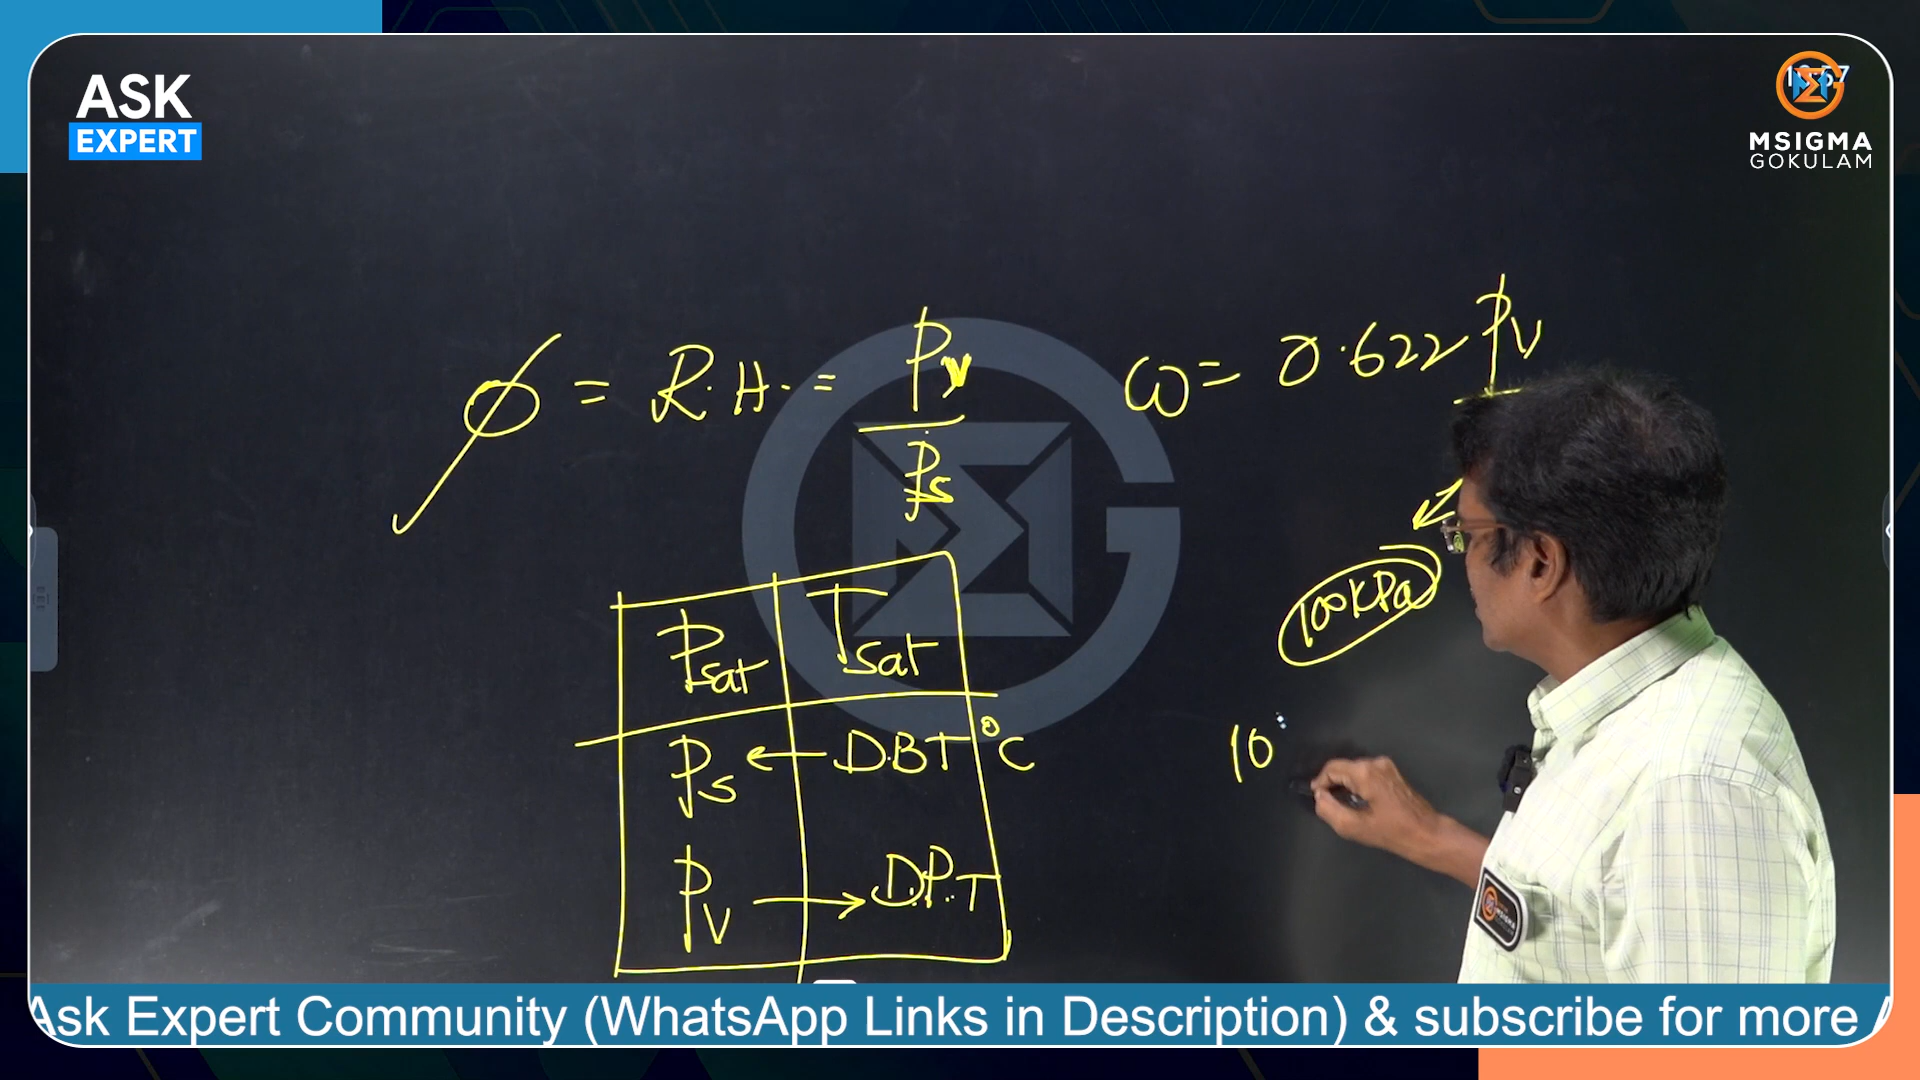 ASK
EXPERT
MSIGMA
GOKULAM
ϕ = R.H. = Pv
Ps
ω = 0.622 Pv
100KPa
Psat Tsat
Ps ← DBT °C
Pv → D.P.T
10
Ask Expert Community (WhatsApp Links in Description) & subscribe for more